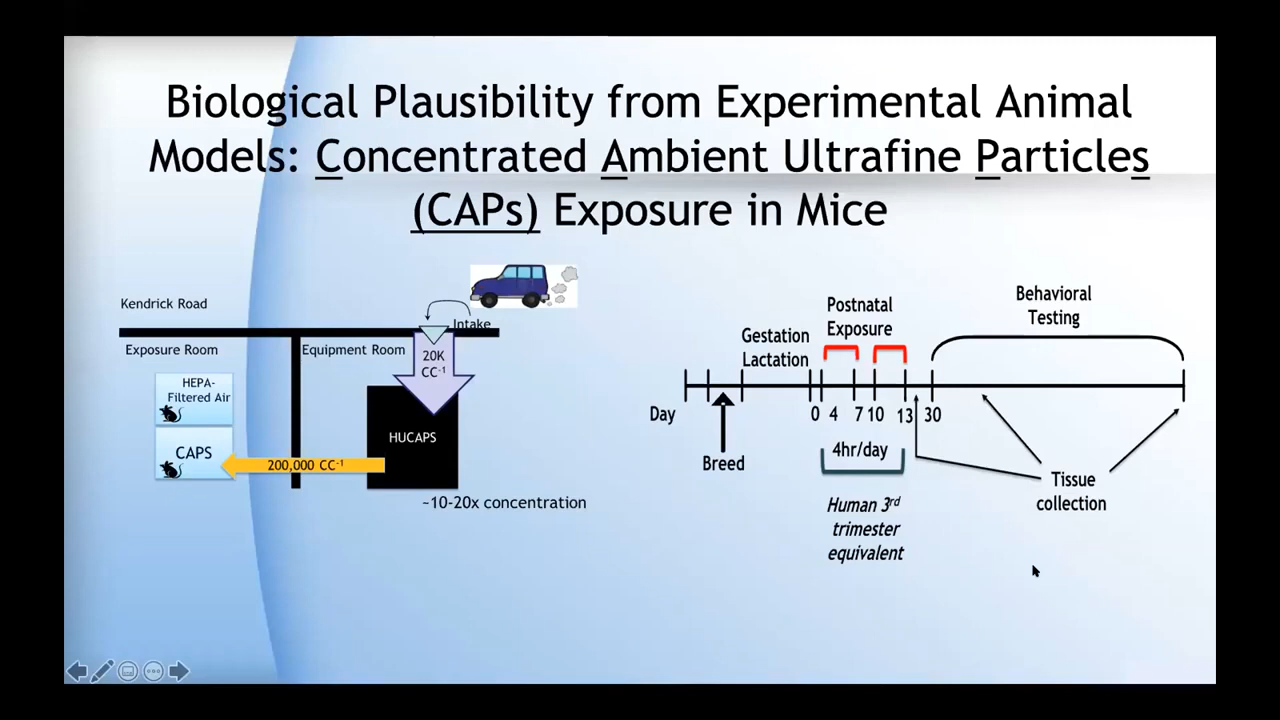 Biological Plausibility from Experimental Animal
Models: Concentrated Ambient Ultrafine Particles
(CAPs) Exposure in Mice
Kendrick Road
Intake
Exposure Room
Equipment Room
20K
CC-1
HEPA-
Filtered Air
CAPS
HUCAPS
200,000 CC-1
~10-20x concentration
Behavioral
Testing
Postnatal
Exposure
Gestation
Lactation
Day
0 4 7 10 13 30
Breed
4hr/day
Human 3rd
trimester
equivalent
Tissue
collection